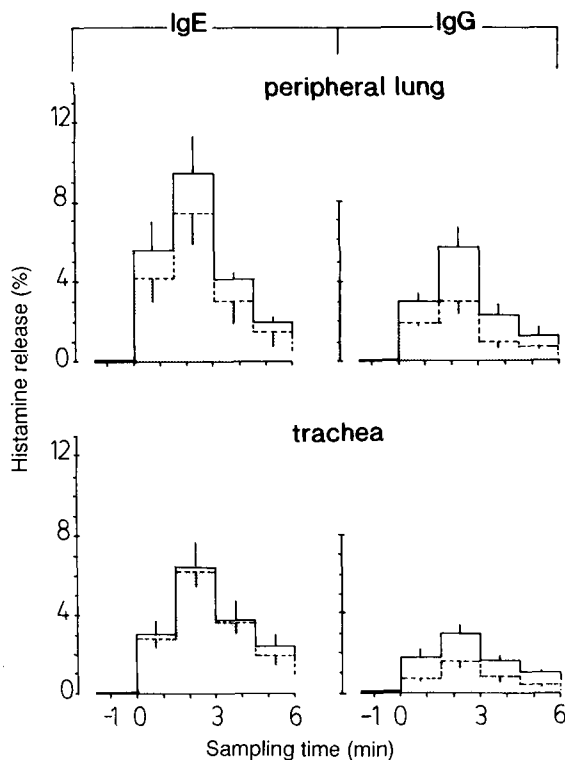 IgE IgG
peripheral lung
12
8
4
0
trachea
12
8
4
0
-1 0 3 6 -1 0 3 6
Histamine release (%)
Sampling time (min)